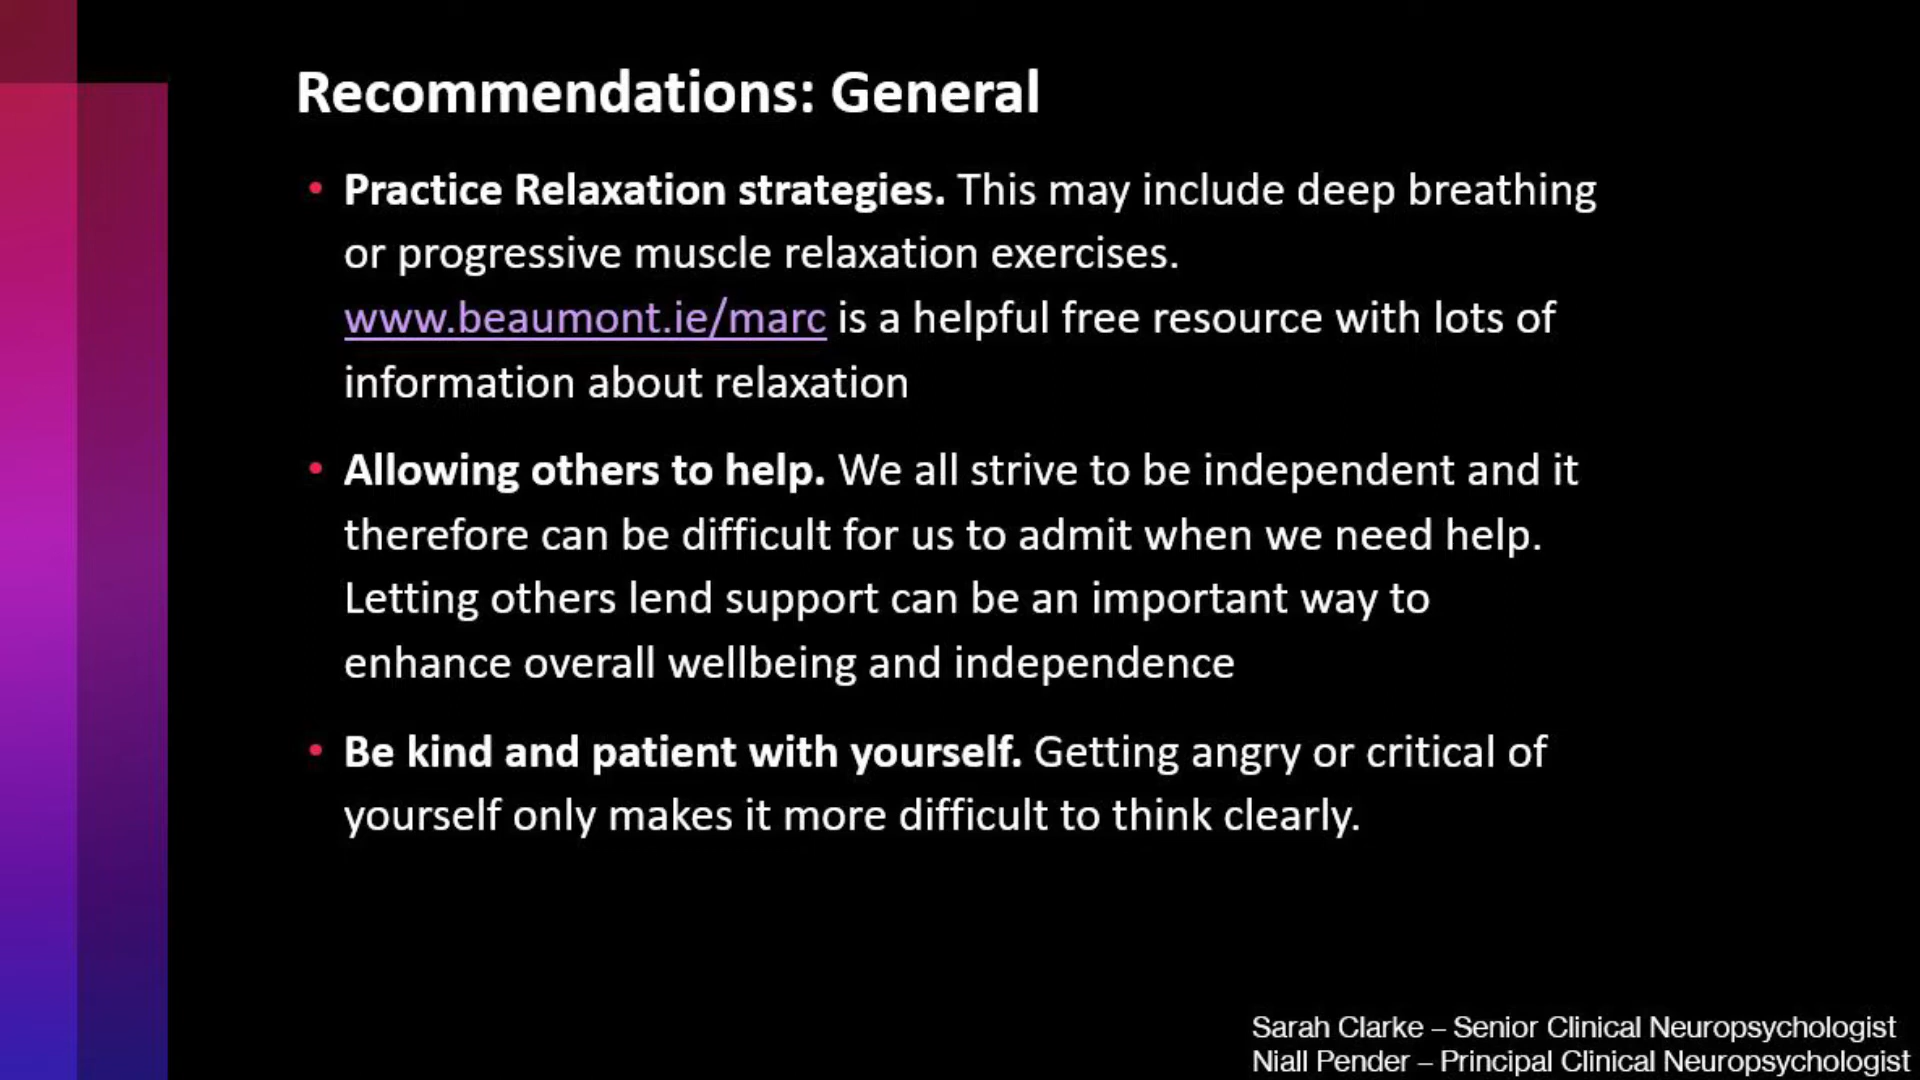 Recommendations: General
• Practice Relaxation strategies. This may include deep breathing
or progressive muscle relaxation exercises.
www.beaumont.ie/marc is a helpful free resource with lots of
information about relaxation
• Allowing others to help. We all strive to be independent and it
therefore can be difficult for us to admit when we need help.
Letting others lend support can be an important way to
enhance overall wellbeing and independence
• Be kind and patient with yourself. Getting angry or critical of
yourself only makes it more difficult to think clearly.
Sarah Clarke – Senior Clinical Neuropsychologist
Niall Pender – Principal Clinical Neuropsychologist